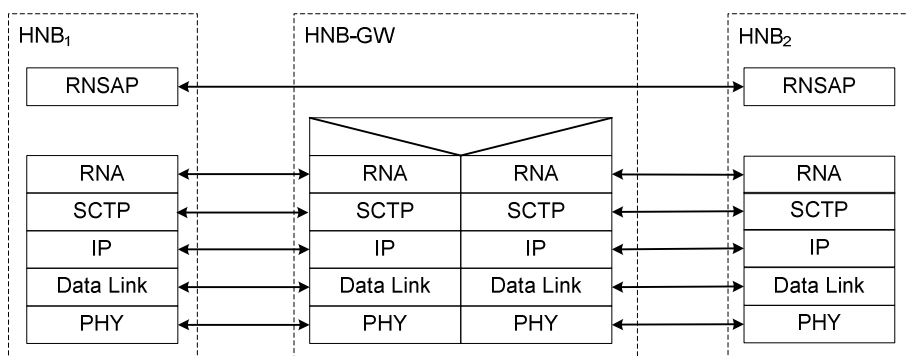 HNB₁ HNB-GW HNB₂
RNSAP RNSAP
RNA RNA RNA RNA
SCTP SCTP SCTP SCTP
IP IP IP IP
Data Link Data Link Data Link Data Link
PHY PHY PHY PHY